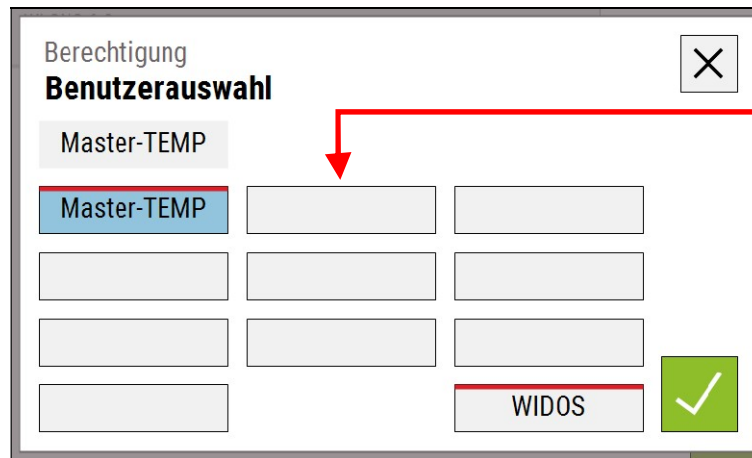 Berechtigung
Benutzerauswahl
Master-TEMP
Master-TEMP
WIDOS